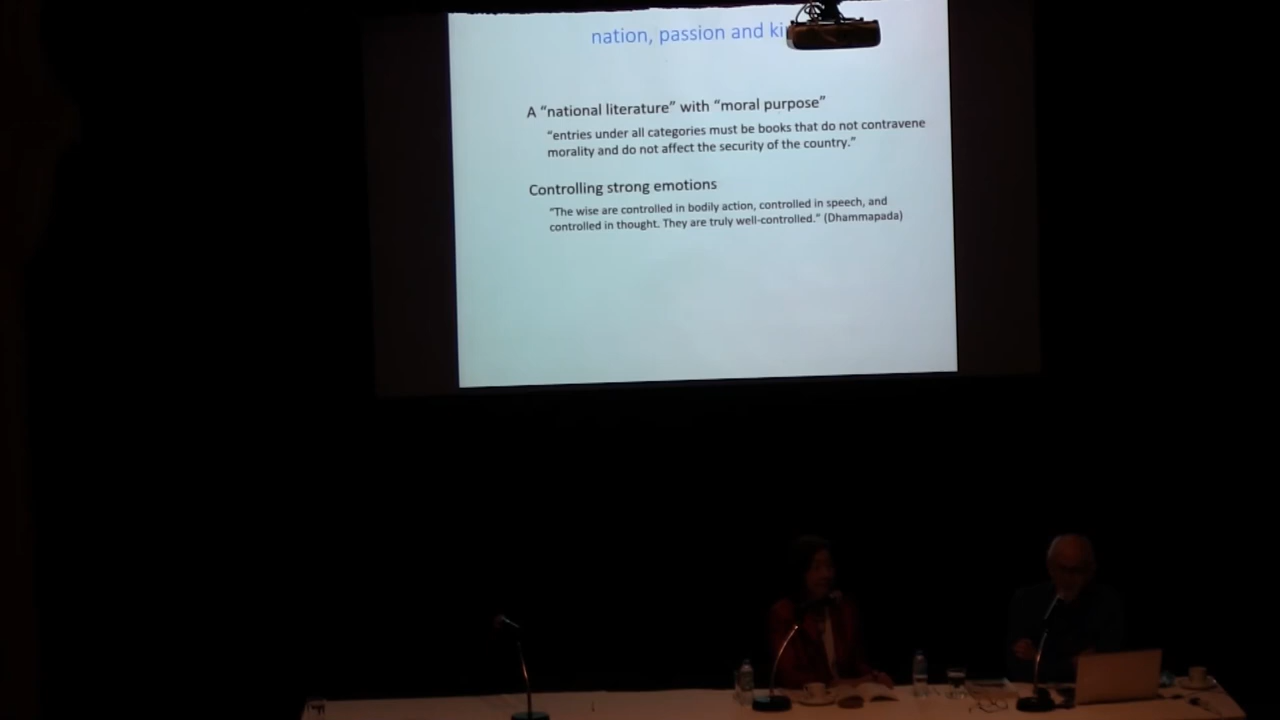 nation, passion and
A “national literature” with “moral purpose”
“entries under all categories must be books that do not contravene
morality and do not affect the security of the country.”
Controlling strong emotions
“The wise are controlled in bodily action, controlled in speech, and
controlled in thought. They are truly well-controlled.” (Dhammapada)